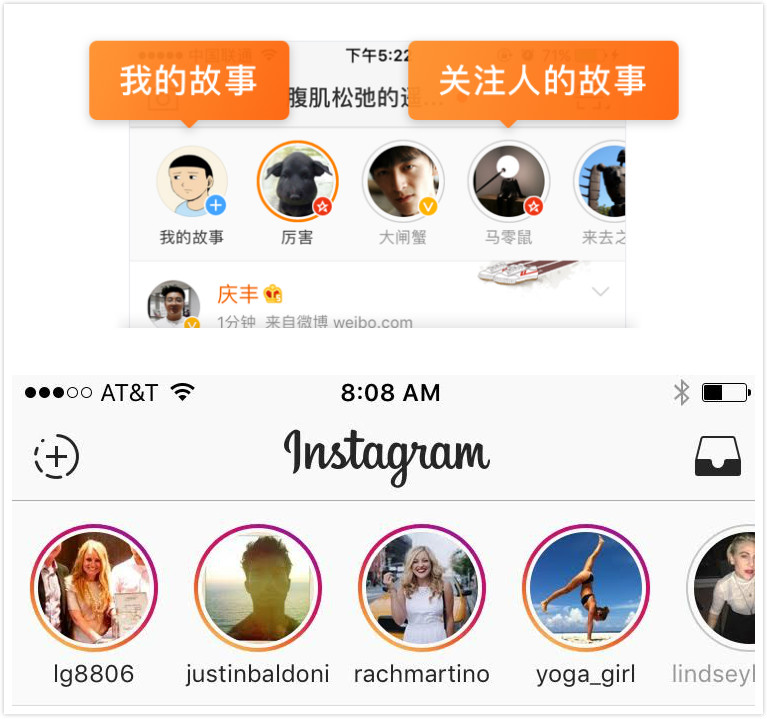 我的故事
关注人的故事
下午5:22
腹肌松弛的遥...
我的故事
厉害
大闸蟹
马零鼠
来去之
庆丰
1分钟 来自微博 weibo.com
AT&T
8:08 AM
Instagram
lg8806
justinbaldoni
rachmartino
yoga_girl
lindseyl